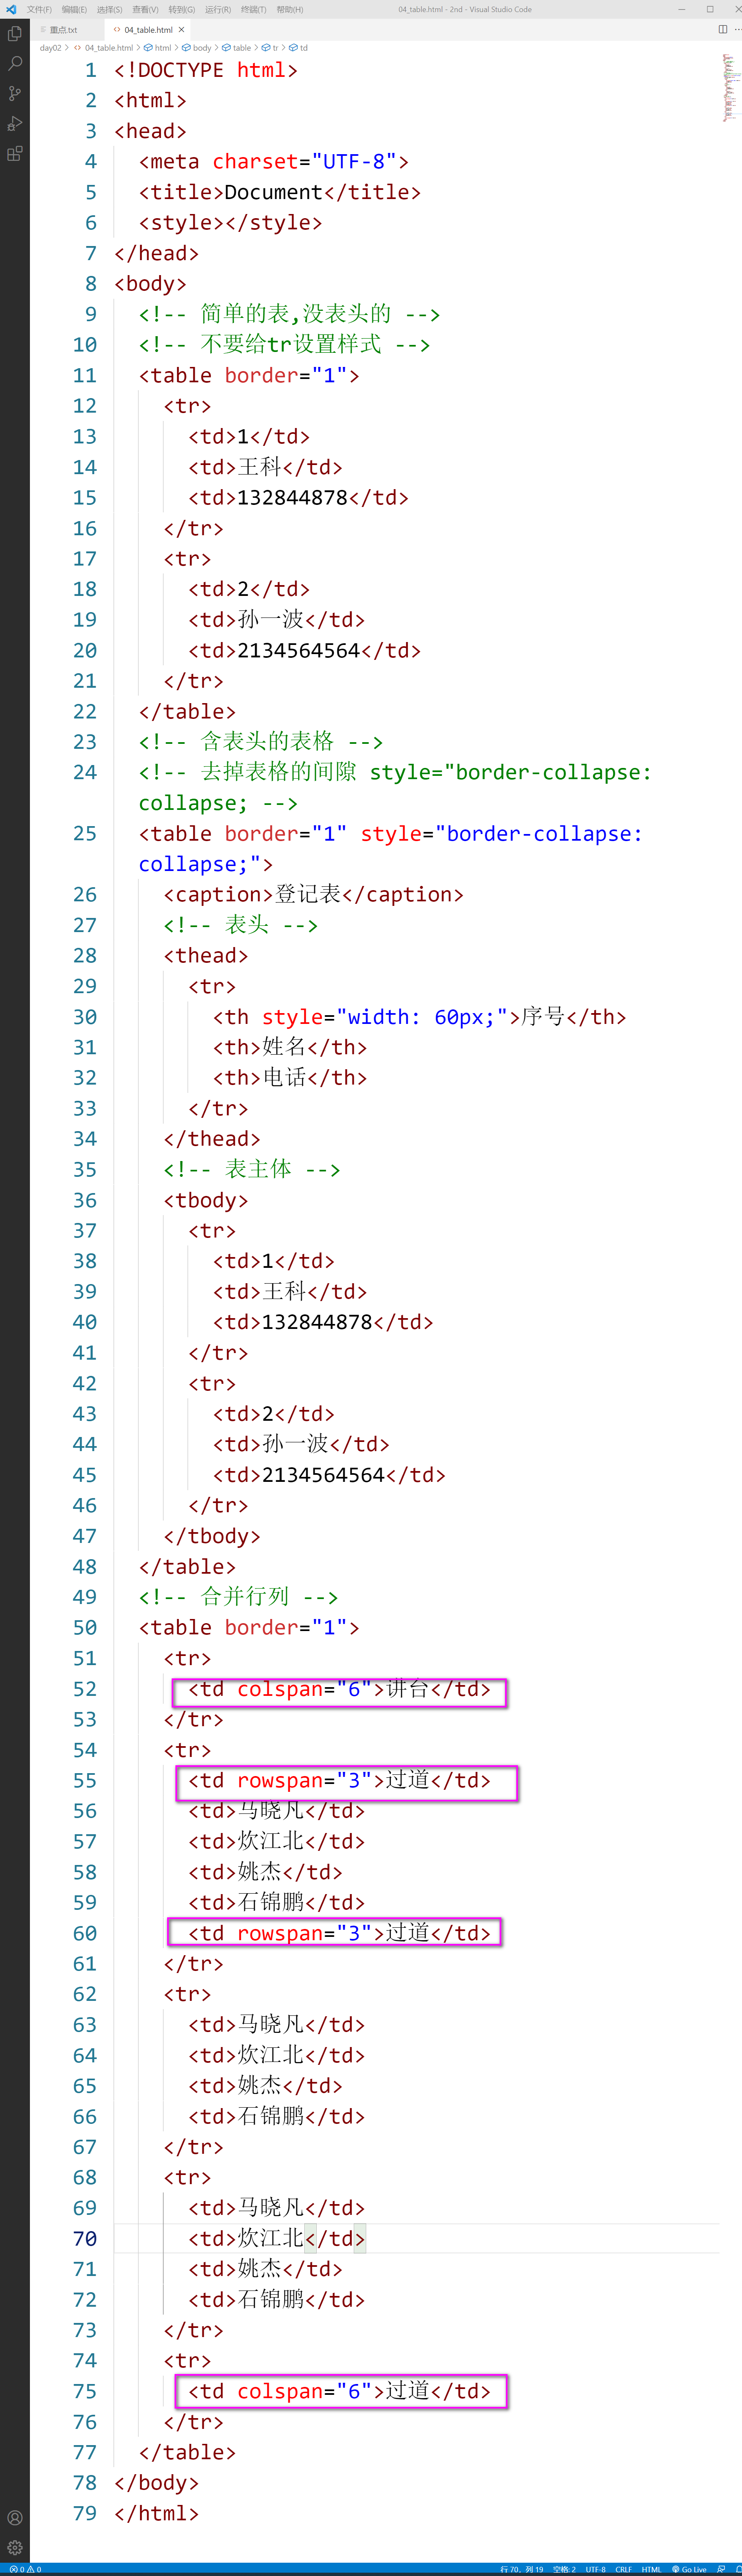 文件(F) 编辑(E) 选择(S) 查看(V) 转到(G) 运行(R) 终端(T) 帮助(H) 04_table.html - 2nd - Visual Studio Code
重点.txt 04_table.html
day02 > 04_table.html > html > body > table > tr > td
1 <!DOCTYPE html>
2 <html>
3 <head>
4 <meta charset="UTF-8">
5 <title>Document</title>
6 <style></style>
7 </head>
8 <body>
9 <!-- 简单的表,没表头的 -->
10 <!-- 不要给tr设置样式 -->
11 <table border="1">
12 <tr>
13 <td>1</td>
14 <td>王科</td>
15 <td>132844878</td>
16 </tr>
17 <tr>
18 <td>2</td>
19 <td>孙一波</td>
20 <td>2134564564</td>
21 </tr>
22 </table>
23 <!-- 含表头的表格 -->
24 <!-- 去掉表格的间隙 style="border-collapse:
collapse; -->
25 <table border="1" style="border-collapse:
collapse;">
26 <caption>登记表</caption>
27 <!-- 表头 -->
28 <thead>
29 <tr>
30 <th style="width: 60px;">序号</th>
31 <th>姓名</th>
32 <th>电话</th>
33 </tr>
34 </thead>
35 <!-- 表主体 -->
36 <tbody>
37 <tr>
38 <td>1</td>
39 <td>王科</td>
40 <td>132844878</td>
41 </tr>
42 <tr>
43 <td>2</td>
44 <td>孙一波</td>
45 <td>2134564564</td>
46 </tr>
47 </tbody>
48 </table>
49 <!-- 合并行列 -->
50 <table border="1">
51 <tr>
52 <td colspan="6">讲台</td>
53 </tr>
54 <tr>
55 <td rowspan="3">过道</td>
56 <td>马晓凡</td>
57 <td>炊江北</td>
58 <td>姚杰</td>
59 <td>石锦鹏</td>
60 <td rowspan="3">过道</td>
61 </tr>
62 <tr>
63 <td>马晓凡</td>
64 <td>炊江北</td>
65 <td>姚杰</td>
66 <td>石锦鹏</td>
67 </tr>
68 <tr>
69 <td>马晓凡</td>
70 <td>炊江北</td>
71 <td>姚杰</td>
72 <td>石锦鹏</td>
73 </tr>
74 <tr>
75 <td colspan="6">过道</td>
76 </tr>
77 </table>
78 </body>
79 </html>
0 0 行 70，列 19 空格: 2 UTF-8 CRLF HTML Go Live